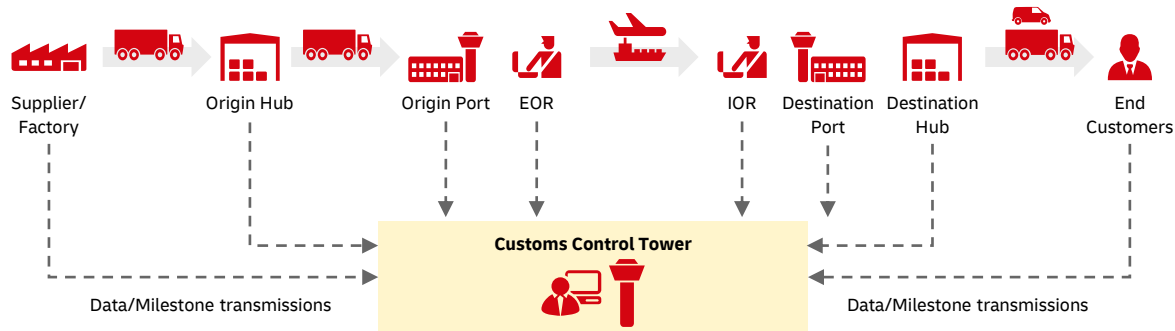 Supplier/
Factory
Origin Hub
Origin Port
EOR
IOR
Destination
Port
Destination
Hub
End
Customers
Customs Control Tower
Data/Milestone transmissions
Data/Milestone transmissions